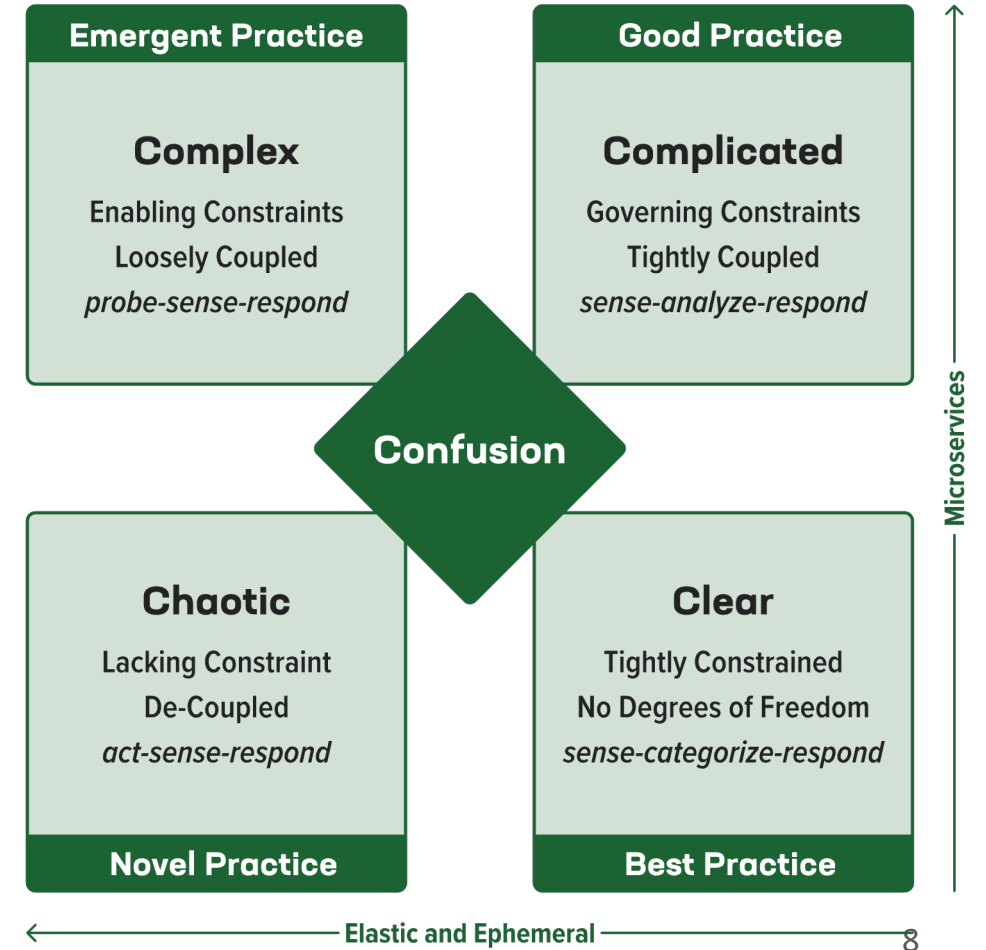 Emergent Practice
Complex
Enabling Constraints
Loosely Coupled
probe-sense-respond
Good Practice
Complicated
Governing Constraints
Tightly Coupled
sense-analyze-respond
Confusion
Chaotic
Lacking Constraint
De-Coupled
act-sense-respond
Novel Practice
Clear
Tightly Constrained
No Degrees of Freedom
sense-categorize-respond
Best Practice
Microservices
Elastic and Ephemeral
8